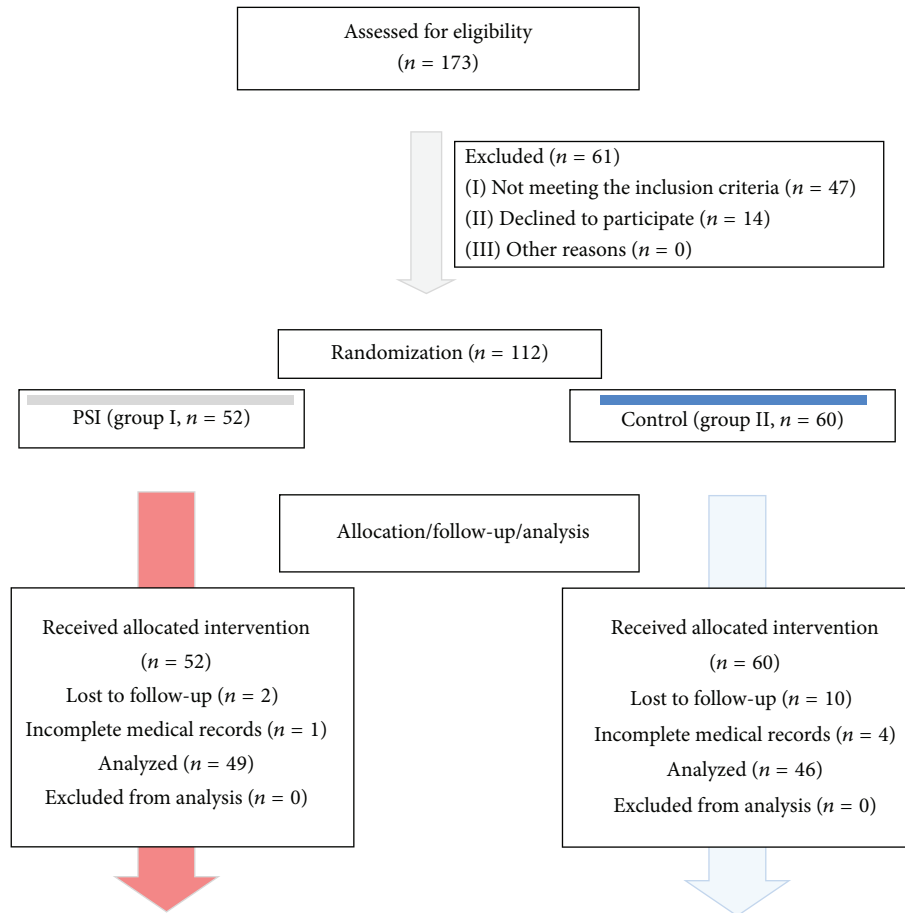 Assessed for eligibility
(n = 173)
Excluded (n = 61)
(I) Not meeting the inclusion criteria (n = 47)
(II) Declined to participate (n = 14)
(III) Other reasons (n = 0)
Randomization (n = 112)
PSI (group I, n = 52)
Control (group II, n = 60)
Allocation/follow-up/analysis
Received allocated intervention
(n = 52)
Lost to follow-up (n = 2)
Incomplete medical records (n = 1)
Analyzed (n = 49)
Excluded from analysis (n = 0)
Received allocated intervention
(n = 60)
Lost to follow-up (n = 10)
Incomplete medical records (n = 4)
Analyzed (n = 46)
Excluded from analysis (n = 0)